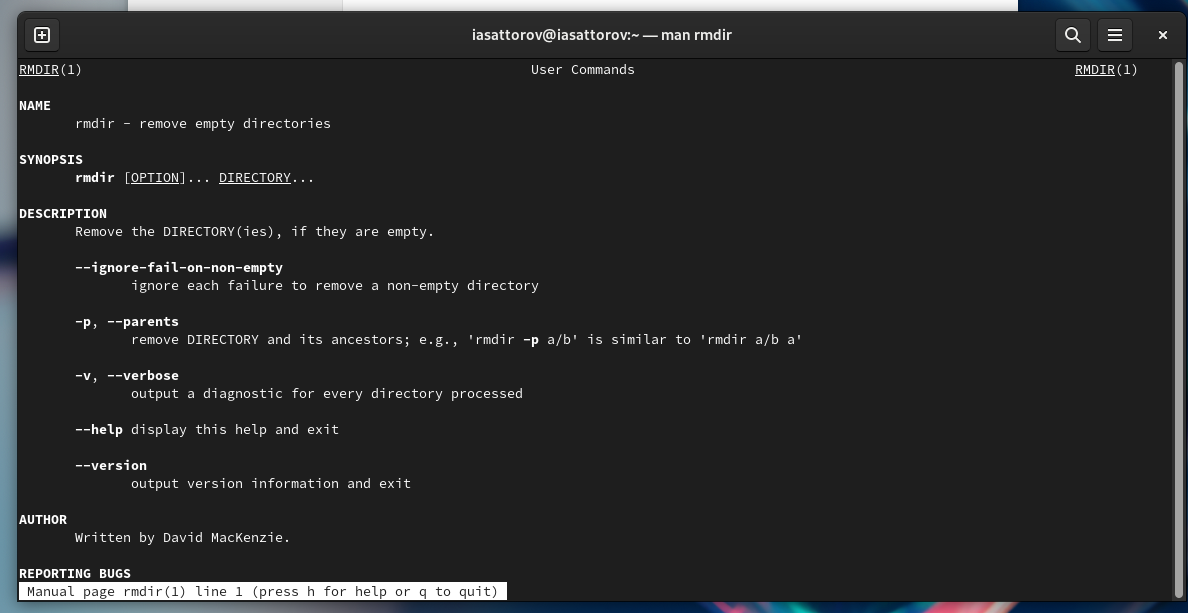 iasattorov@iasattorov:~ — man rmdir
RMDIR(1) User Commands RMDIR(1)
NAME
rmdir - remove empty directories
SYNOPSIS
rmdir [OPTION]... DIRECTORY...
DESCRIPTION
Remove the DIRECTORY(ies), if they are empty.
--ignore-fail-on-non-empty
ignore each failure to remove a non-empty directory
-p, --parents
remove DIRECTORY and its ancestors; e.g., 'rmdir -p a/b' is similar to 'rmdir a/b a'
-v, --verbose
output a diagnostic for every directory processed
--help display this help and exit
--version
output version information and exit
AUTHOR
Written by David MacKenzie.
REPORTING BUGS
Manual page rmdir(1) line 1 (press h for help or q to quit)